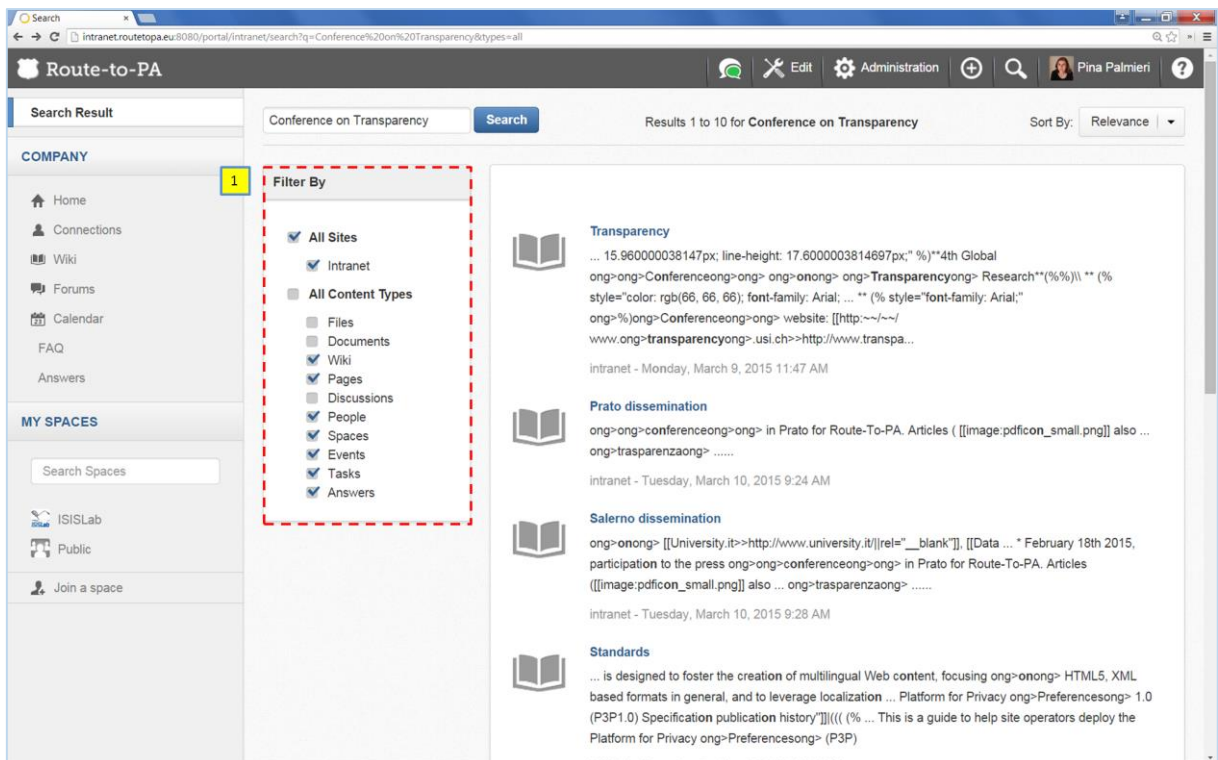 Search
intranet.routetopa.eu:8080/portal/intranet/search?q=Conference%20on%20Transparency&types=all
Route-to-PA
Edit
Administration
Pina Palmieri
?
Search Result
Conference on Transparency
Search
Results 1 to 10 for Conference on Transparency
Sort By:
Relevance
COMPANY
Home
Connections
Wiki
Forums
23
Calendar
FAQ
Answers
MY SPACES
Search Spaces
ISISLab
Public
Join a space
1
Filter By
All Sites
Intranet
All Content Types
Files
Documents
Wiki
Pages
Discussions
People
Spaces
Events
Tasks
Answers
Transparency
... 15.960000038147px; line-height: 17.6000003814697px;" %)**4th Global
ong>ong>Conferenceong>ong> ong>onong> ong>Transparencyong> Research**(%%)\\ ** (%
style="color: rgb(66, 66, 66); font-family: Arial; ... ** (% style="font-family: Arial;"
ong>%)ong>Conferenceong>ong> website: [[http:~~/~~/
www.ong>transparencyong>.usi.ch>>http://www.transpa...
intranet - Monday, March 9, 2015 11:47 AM
Prato dissemination
ong>ong>conferenceong>ong> in Prato for Route-To-PA. Articles ( [[image:pdficon_small.png]] also ...
ong>trasparenzaong> ......
intranet - Tuesday, March 10, 2015 9:24 AM
Salerno dissemination
ong>onong> [[University.it>>http://www.university.it/||rel="__blank"]], [[Data ... * February 18th 2015,
participation to the press ong>ong>conferenceong>ong> in Prato for Route-To-PA. Articles
([[image:pdficon_small.png]] also ... ong>trasparenzaong> ......
intranet - Tuesday, March 10, 2015 9:28 AM
Standards
... is designed to foster the creation of multilingual Web content, focusing ong>onong> HTML5, XML
based formats in general, and to leverage localization ... Platform for Privacy ong>Preferencesong> 1.0
(P3P1.0) Specification publication history"]]|(((  (% ... This is a guide to help site operators deploy the
Platform for Privacy ong>Preferencesong> (P3P)